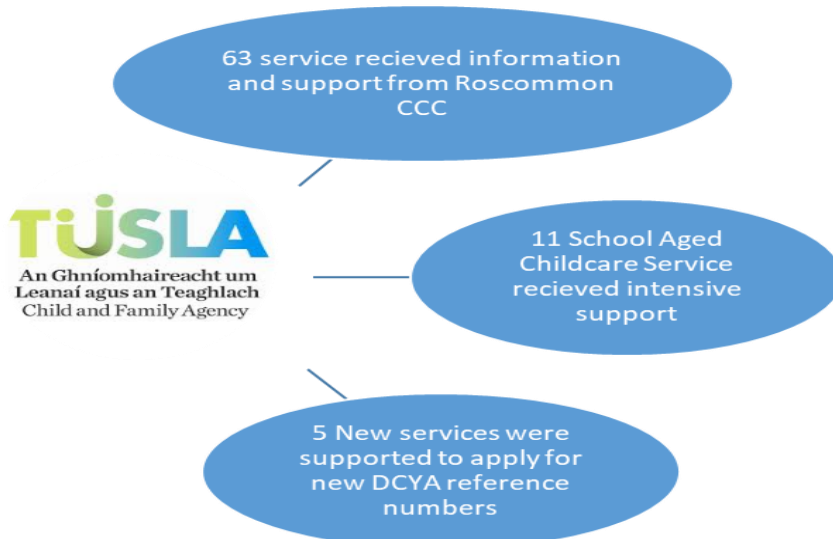 63 service recieved information
and support from Roscommon
CCC
TUSLA
An Ghníomhaireacht um
Leanaí agus an Teaghlach
Child and Family Agency
11 School Aged
Childcare Service
recieved intensive
support
5 New services were
supported to apply for
new DCYA reference
numbers